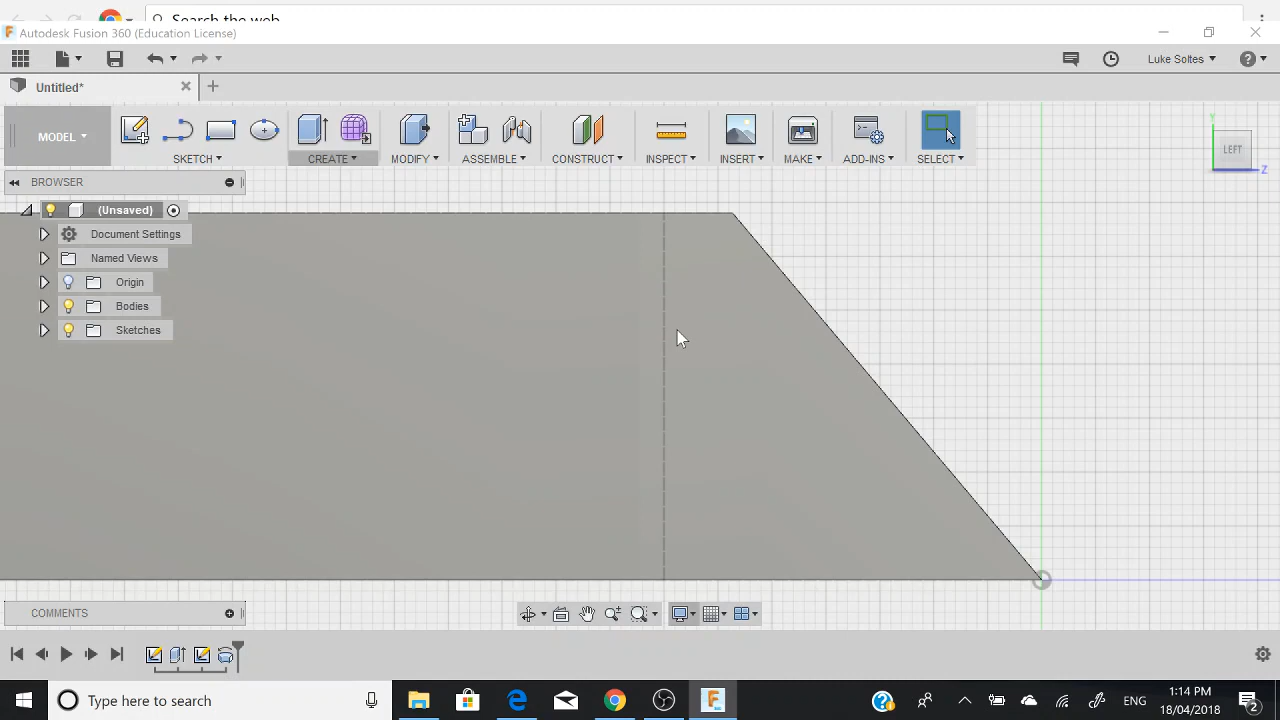 Search the web
Autodesk Fusion 360 (Education License)
Luke Soltes
Untitled*
MODEL
SKETCH
CREATE
MODIFY
ASSEMBLE
CONSTRUCT
INSPECT
INSERT
MAKE
ADD-INS
SELECT
Y
LEFT
Z
BROWSER
(Unsaved)
Document Settings
Named Views
Origin
Bodies
Sketches
COMMENTS
Type here to search
ENG
1:14 PM
18/04/2018
2